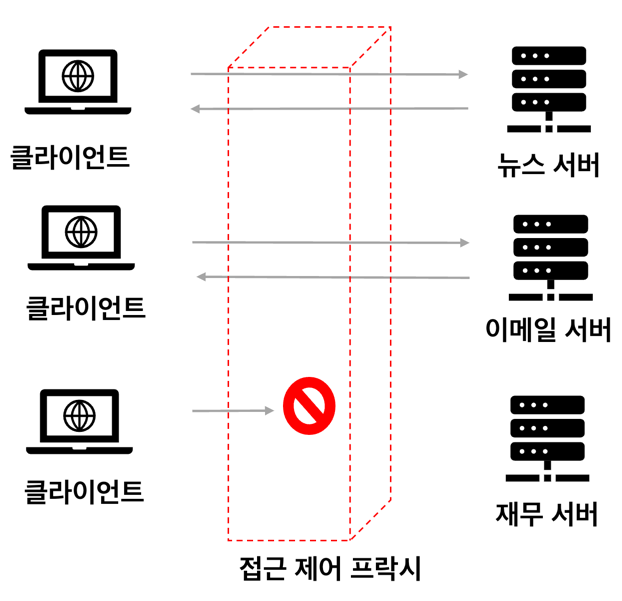 클라이언트
뉴스 서버
클라이언트
이메일 서버
클라이언트
재무 서버
접근 제어 프락시